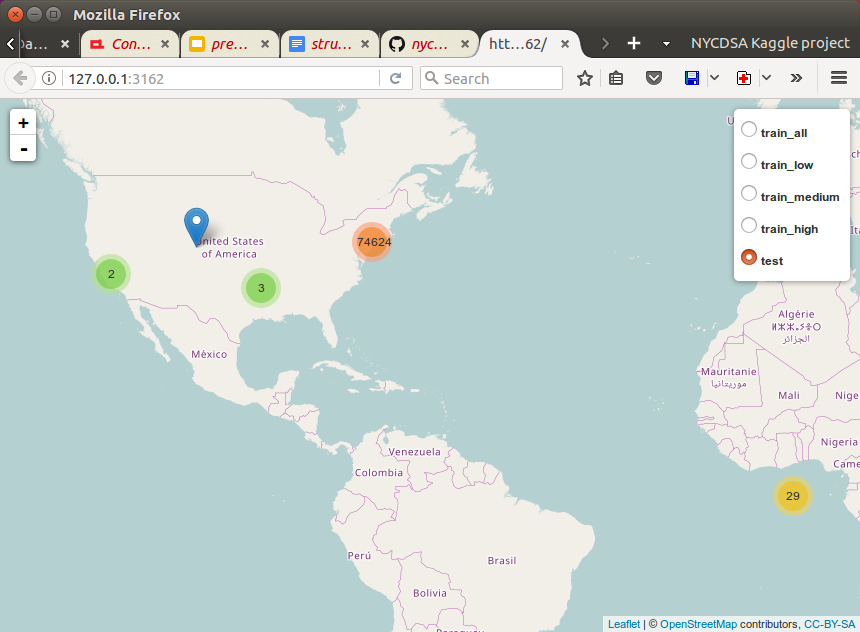 Mozilla Firefox
pa...
Con...
pre...
stru...
nyc...
htt...62/
NYCDSA Kaggle project
127.0.0.1:3162
Search
+
-
train_all
train_low
train_medium
train_high
test
United States
of America
74624
2
3
México
Algérie
ⵍⵣⵣⴰⵢⴻⵔ
الجزائر
Mauritanie
موريتانيا
Mali
Nige
Nigeria
Came
Venezuela
Colombia
29
Perú
Brasil
Bolivia
Paraguay
Leaflet | © OpenStreetMap contributors, CC-BY-SA